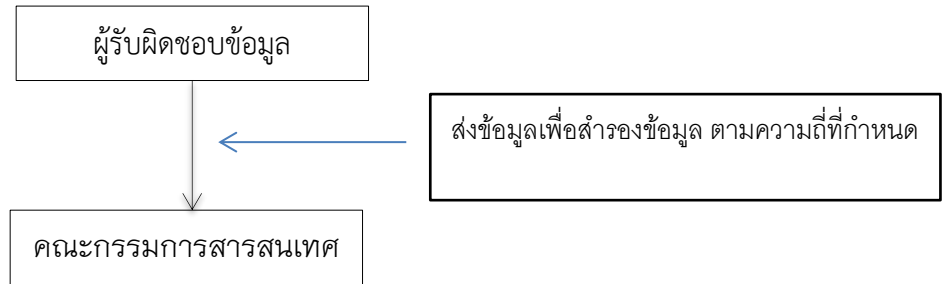 ผู้รับผิดชอบข้อมูล
ส่งข้อมูลเพื่อสำรองข้อมูล ตามความถี่ที่กำหนด
คณะกรรมการสารสนเทศ